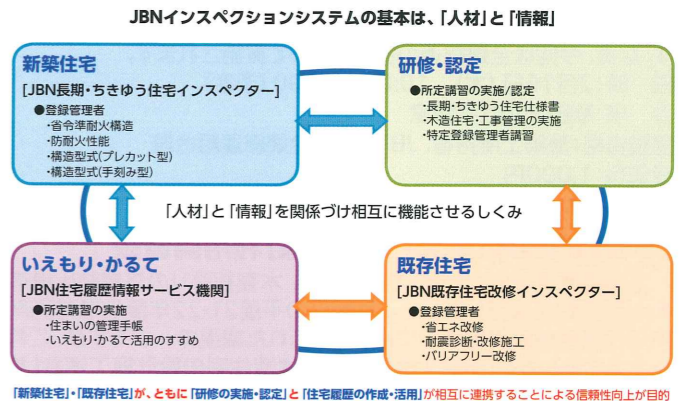 JBNインスペクションシステムの基本は、「人材」と「情報」
新築住宅
[JBN長期・ちきゆう住宅インスペクター]
●登録管理者
・省令準耐火構造
・防耐火性能
・構造型式(プレカット型)
・構造型式(手刻み型)
研修・認定
●所定講習の実施/認定
・長期・ちきゆう住宅仕様書
・木造住宅・工事管理の実施
・特定登録管理者講習
「人材」と「情報」を関係づけ相互に機能させるしくみ
いえもり・かるて
[JBN住宅履歴情報サービス機関]
●所定講習の実施
・住まいの管理手帳
・いえもり・かるて活用のすすめ
既存住宅
[JBN既存住宅改修インスペクター]
●登録管理者
・省エネ改修
・耐震診断・改修施工
・バリアフリー改修
「新築住宅」・「既存住宅」が、ともに「研修の実施・認定」と「住宅履歴の作成・活用」が相互に連携することによる信頼性向上が目的